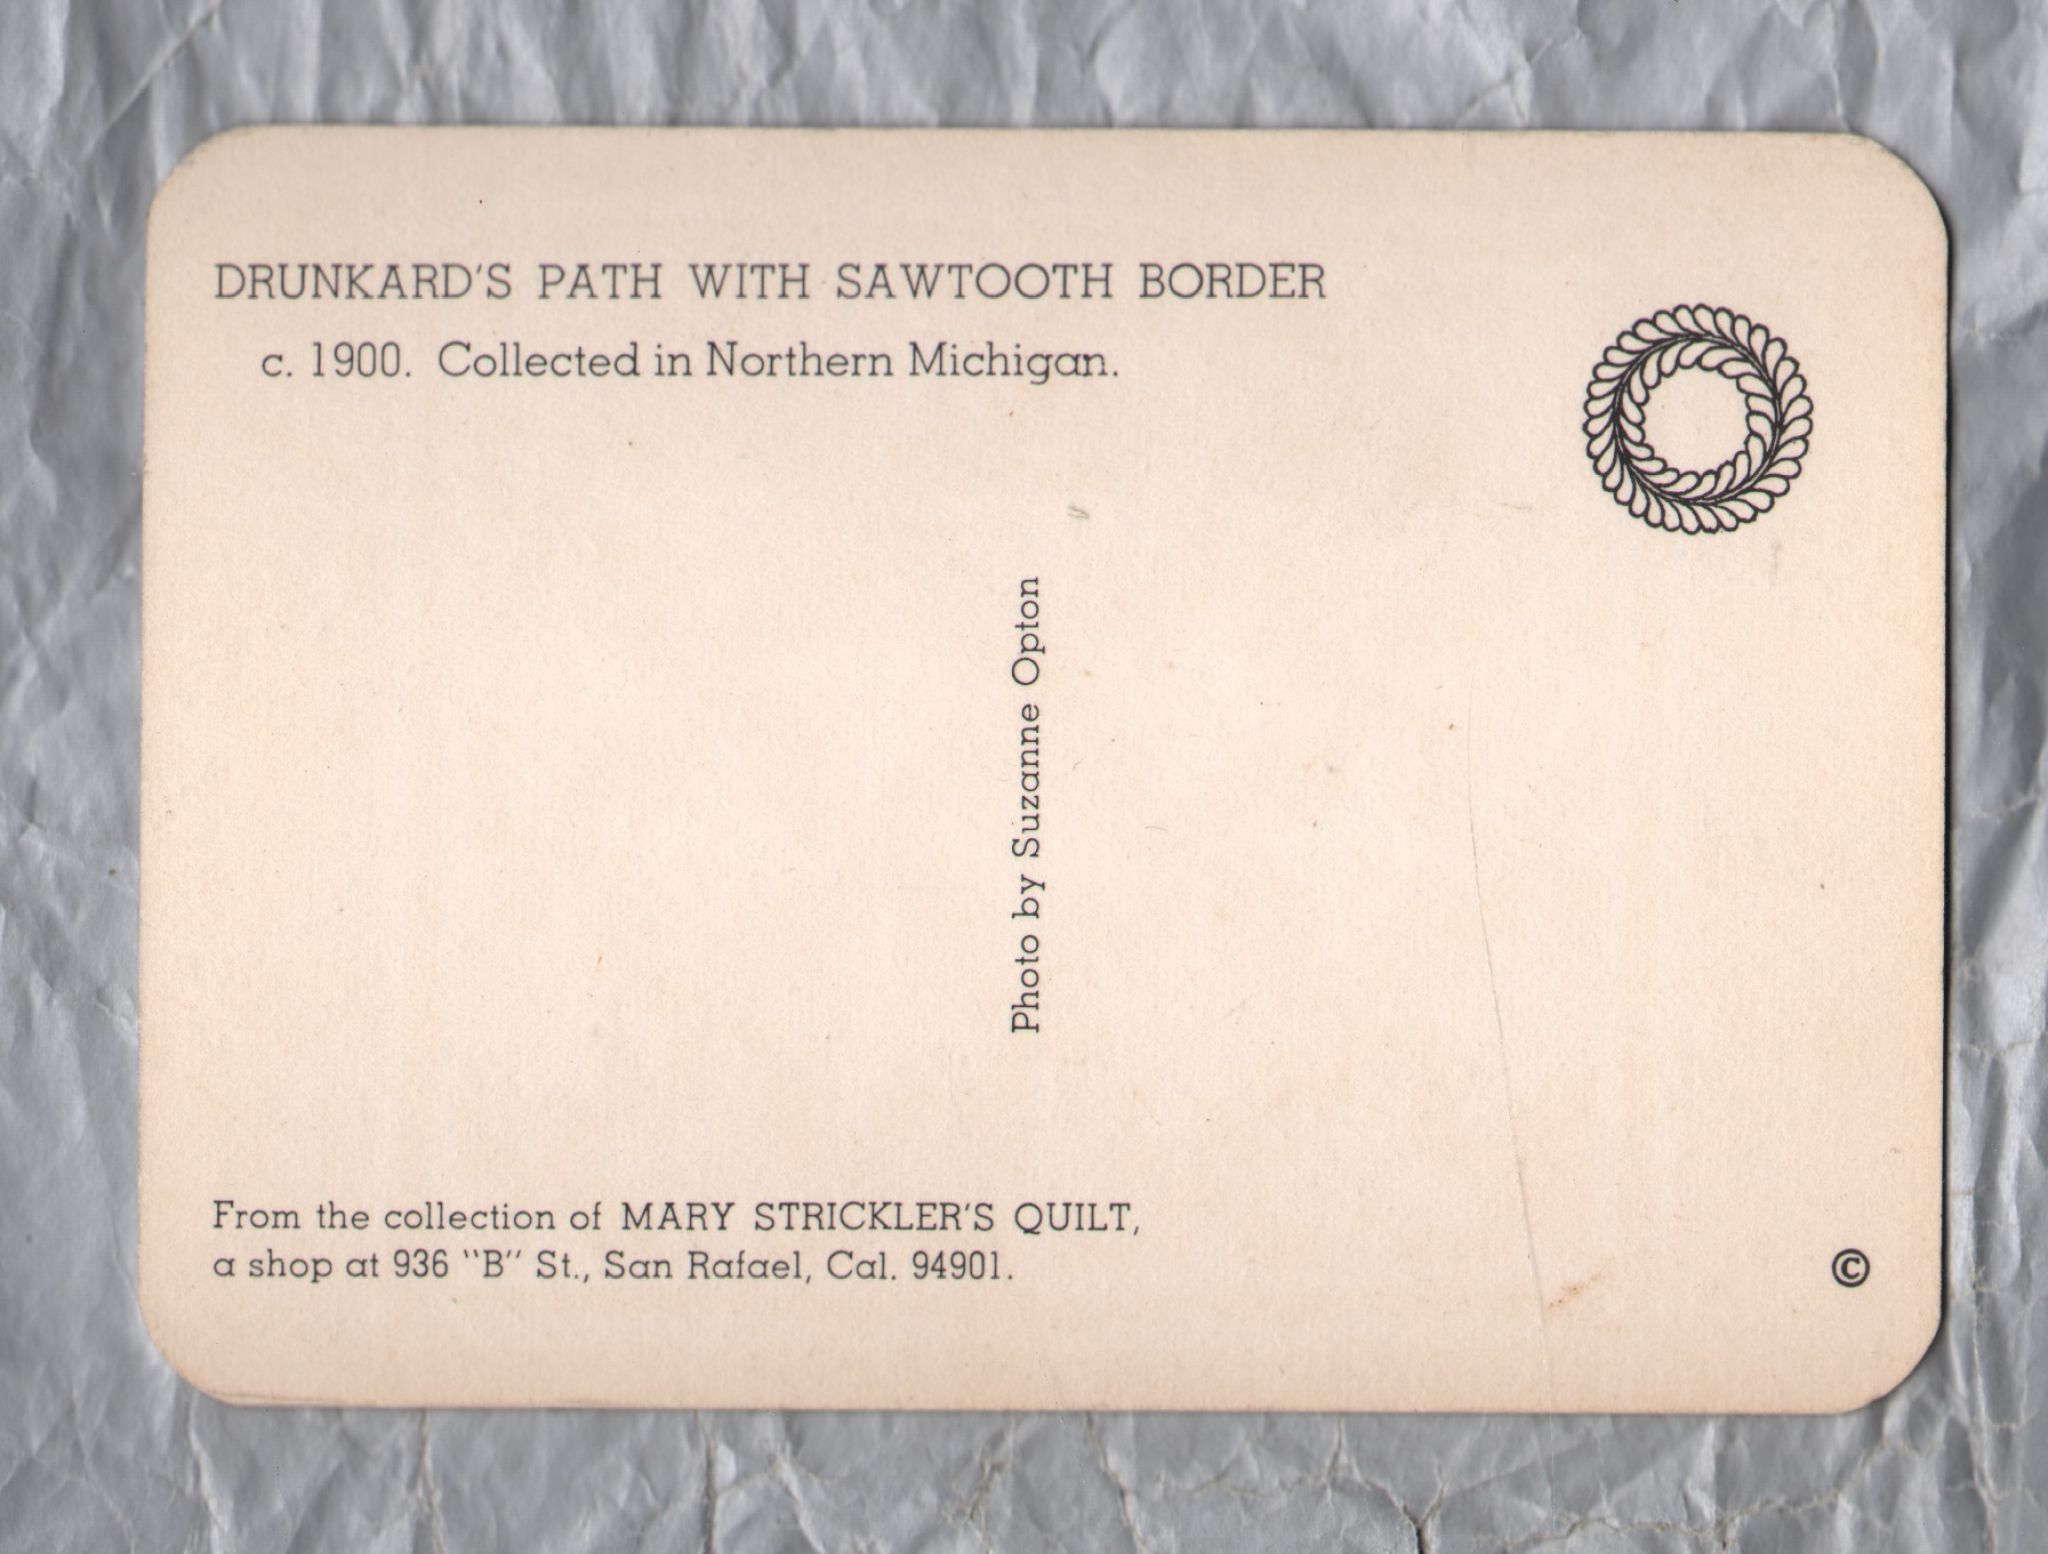 DRUNKARD'S PATH WITH SAWTOOTH BORDER
c. 1900. Collected in Northern Michigan.
Photo by Suzanne Opton
From the collection of MARY STRICKLER'S QUILT,
a shop at 936 "B" St., San Rafael, Cal. 94901.
©